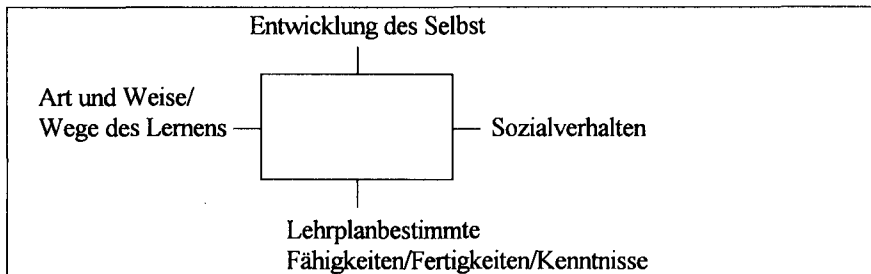 Entwicklung des Selbst
Art und Weise/
Wege des Lernens
Sozialverhalten
Lehrplanbestimmte
Fähigkeiten/Fertigkeiten/Kenntnisse